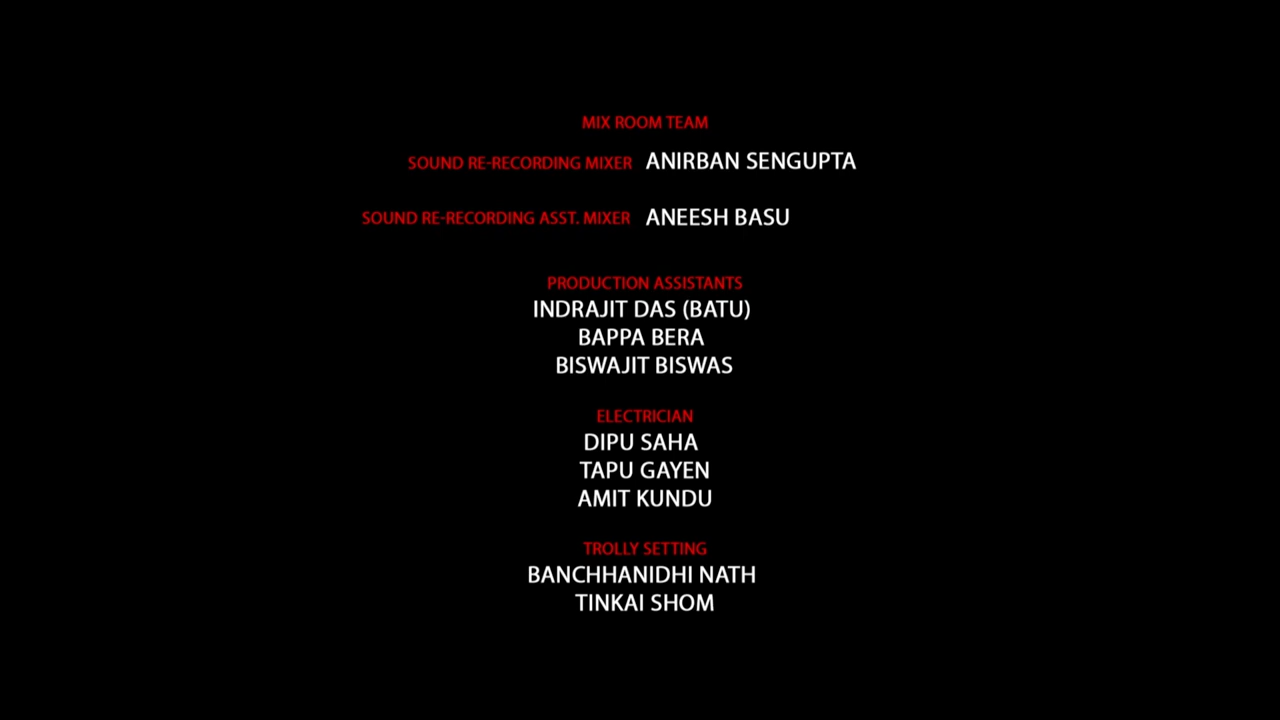 MIX ROOM TEAM
SOUND RE-RECORDING MIXER ANIRBAN SENGUPTA
SOUND RE-RECORDING ASST. MIXER ANEESH BASU
PRODUCTION ASSISTANTS
INDRAJIT DAS (BATU)
BAPPA BERA
BISWAJIT BISWAS
ELECTRICIAN
DIPU SAHA
TAPU GAYEN
AMIT KUNDU
TROLLY SETTING
BANCHHANIDHI NATH
TINKAI SHOM